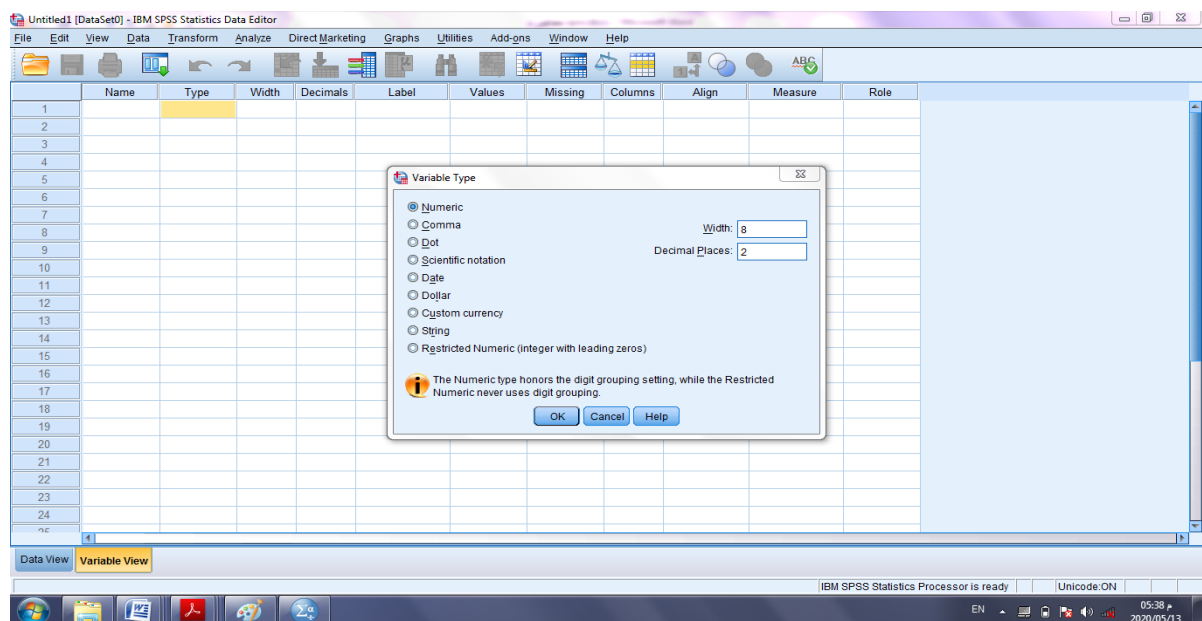 Untitled1 [DataSet0] - IBM SPSS Statistics Data Editor
File Edit View Data Transform Analyze Direct Marketing Graphs Utilities Add-ons Window Help
Name Type Width Decimals Label Values Missing Columns Align Measure Role
1
2
3
4
5
6
7
8
9
10
11
12
13
14
15
16
17
18
19
20
21
22
23
24
25
Variable Type
Numeric
Comma
Dot
Scientific notation
Date
Dollar
Custom currency
String
Restricted Numeric (integer with leading zeros)
Width: 8
Decimal Places: 2
The Numeric type honors the digit grouping setting, while the Restricted
Numeric never uses digit grouping.
OK Cancel Help
Data View Variable View
IBM SPSS Statistics Processor is ready Unicode:ON
EN
05:38 م
2020/05/13